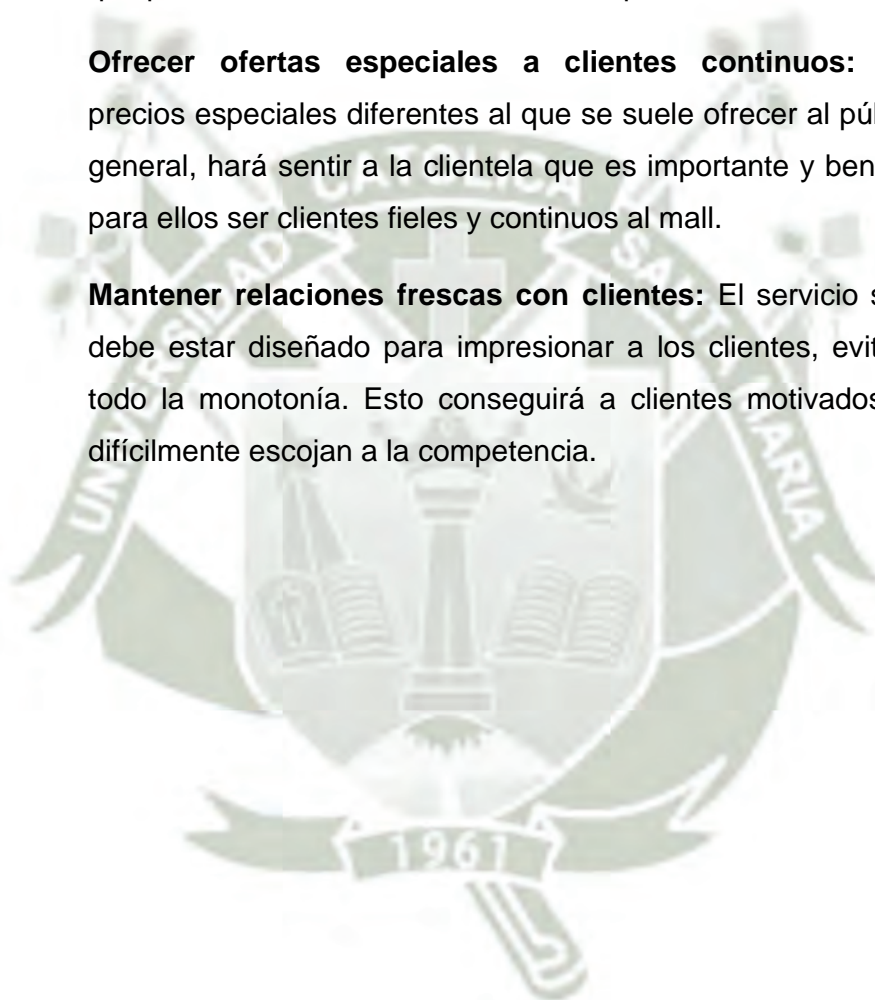 Ofrecer ofertas especiales a clientes continuos:
precios especiales diferentes al que se suele ofrecer al púb
general, hará sentir a la clientela que es importante y ben
para ellos ser clientes fieles y continuos al mall.
Mantener relaciones frescas con clientes: El servicio s
debe estar diseñado para impresionar a los clientes, evit
todo la monotonía. Esto conseguirá a clientes motivados
difícilmente escojan a la competencia.
UNIVERSIDAD CATOLICA SANTA MARIA
1961